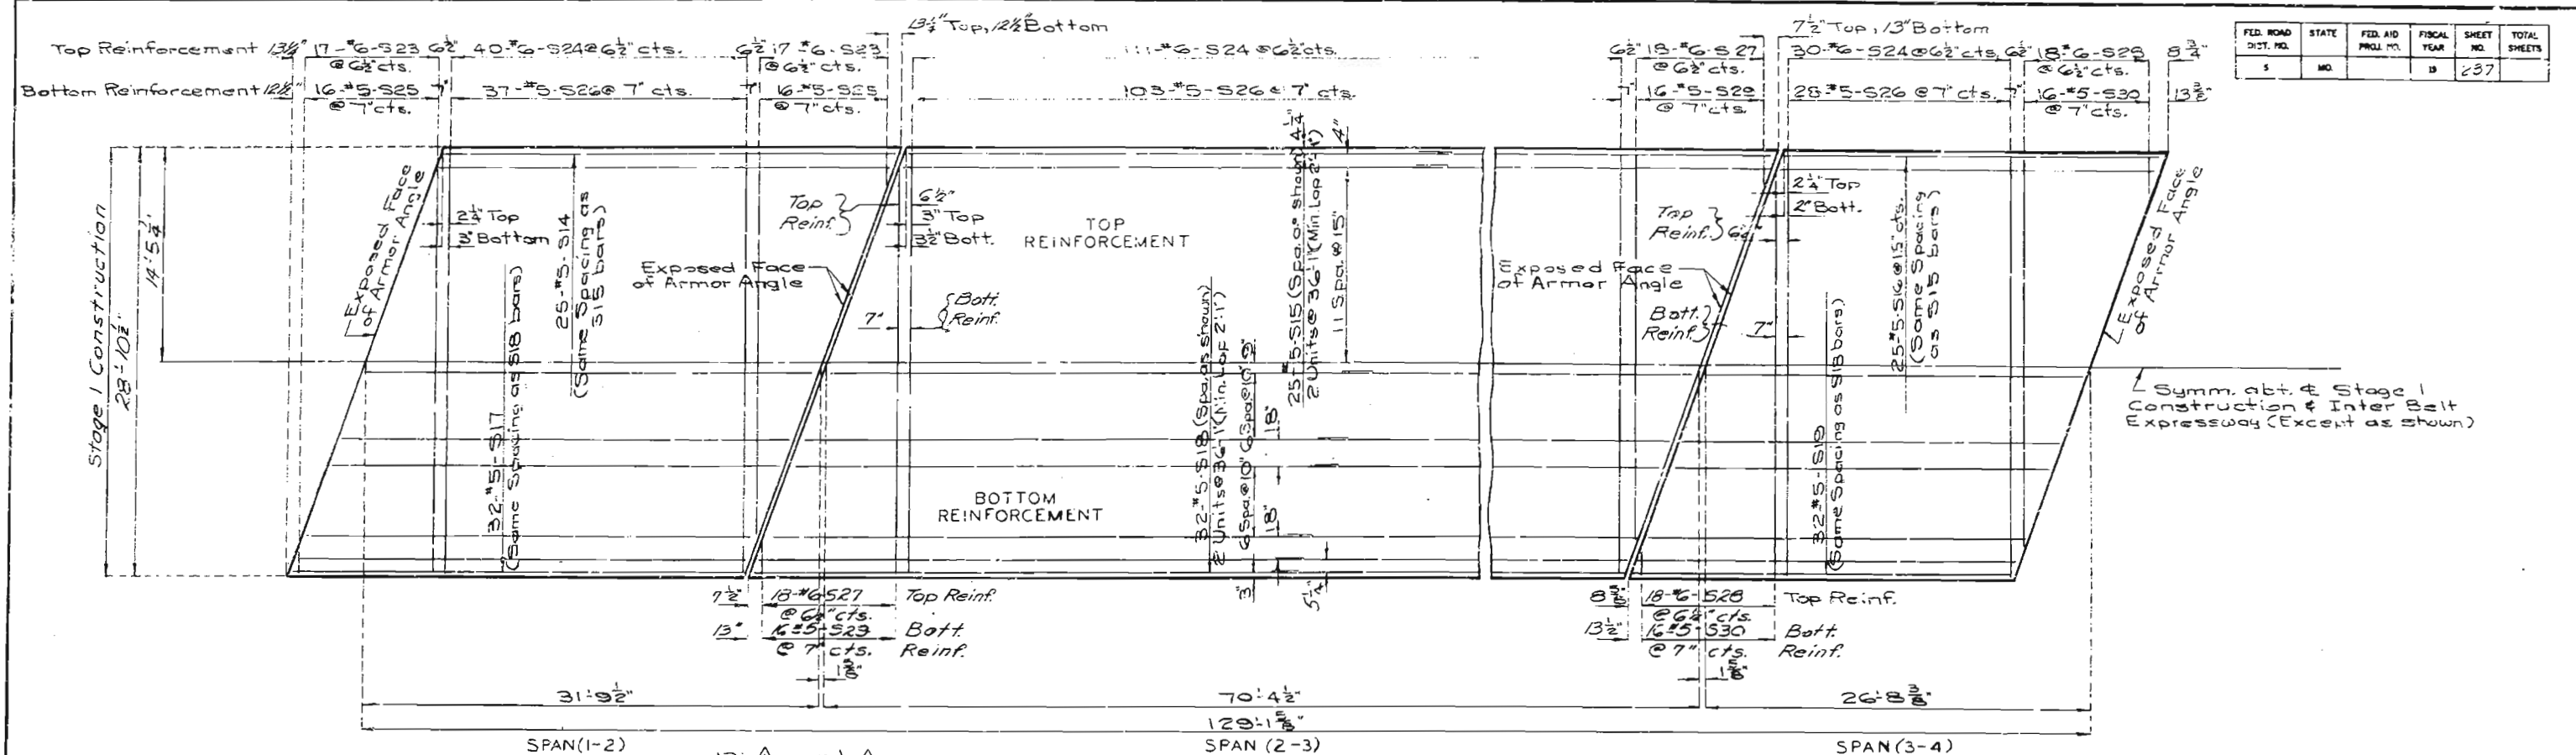 13¼" Top, 12½" Bottom
7½" Top, 13" Bottom
Top Reinforcement 13¼" 17-#6-S23 6½" 40-#6-S24@6½" cts. 6½" 17-#6-S23 111-#6-S24 @6½" cts. 6½" 18-#6-S27 30-#6-S24@6½" cts. 6½" 18-#6-S28 8¾"
@6½" cts. @6½" cts. @6½" cts. @6½" cts.
Bottom Reinforcement 12½" 16-#5-S25 7" 37-#5-S26@ 7" cts. 7" 16-#5-S25 103-#5-S26 @ 7" cts. 7" 16-#5-S29 28-#5-S26 @ 7" cts. 7" 16-#5-S30 13½"
@ 7" cts. @ 7" cts. @ 7" cts. @ 7" cts.
FED. ROAD DIST. NO.
STATE
FED. AID PROJ. NO.
FISCAL YEAR
SHEET NO.
TOTAL SHEETS
5 MO. 19 237
Stage 1 Construction
28'-10½"
14'-5¼"
Exposed Face
of Armor Angle
2¼" Top
3" Bottom
25-#5-S14
(Same Spacing as
S15 bars)
32-#5-S17
(Same Spacing as S18 bars)
Top
Reinf.
6½"
3" Top
3½" Bott.
Exposed Face
of Armor Angle
7"
Bott.
Reinf.
TOP
REINFORCEMENT
BOTTOM
REINFORCEMENT
32-#5-S18 (Spa. as shown)
2 Units @ 36'-1" (Min. Lap 2'-1")
6 Spa@10" 6 Spa@10" 9"
18"
18"
3"
5¼"
25-#5-S15 (Spa. as shown) 4¼"
2 Units @ 36'-1" (Min. Lap 2'-1")
11 Spa. @15"
4"
Top
Reinf.
2¼" Top
2" Bott.
Exposed Face
of Armor Angle
Bott.
Reinf.
7"
25-#5-S16@15" cts.
(Same Spacing
as S15 bars)
32-#5-S19
(Same Spacing as S18 bars)
Exposed Face
of Armor Angle
Symm. abt. ℄ Stage 1
Construction ℄ Inter Belt
Expressway (Except as shown)
7½" 18-#6-S27 Top Reinf.
@ 6½" cts.
13" 16-#5-S29 Bott.
@ 7" cts. Reinf.
1⅝"
18-#6-S28 Top Reinf.
@ 6½" cts.
13½" 16-#5-S30 Bott.
@ 7" cts. Reinf.
1⅝"
31'-9½" 70'-4½" 26'-8⅜"
129'-1⅝"
SPAN(1-2) SPAN (2-3) SPAN(3-4)